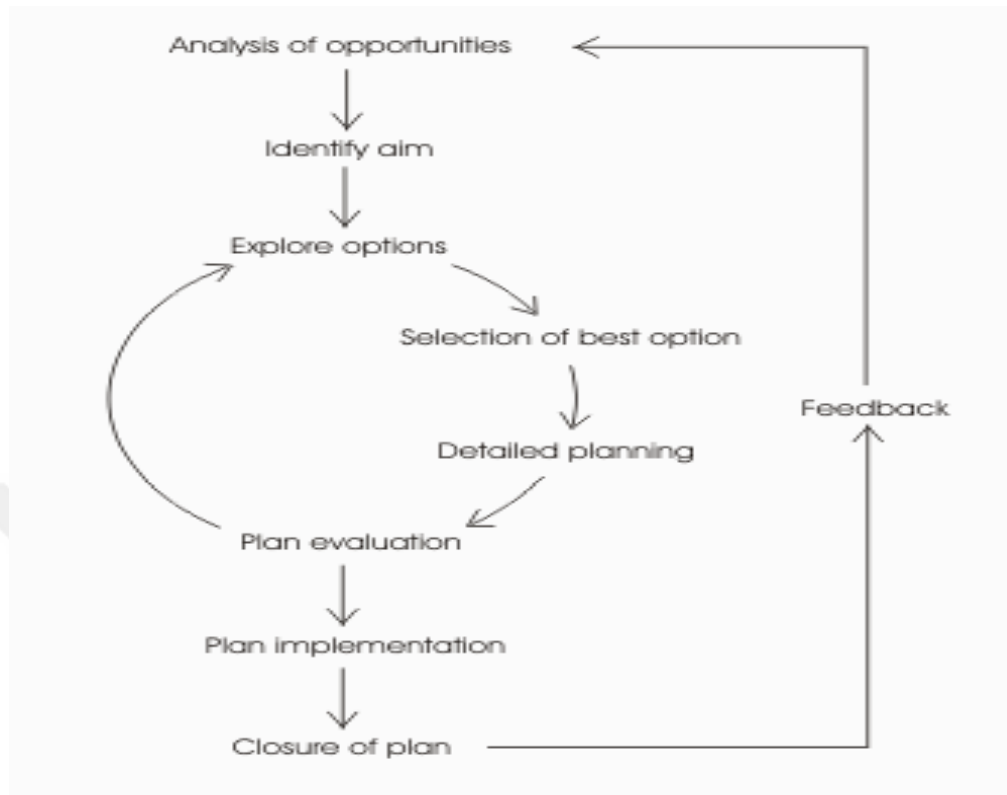 Analysis of opportunities
Identify aim
Explore options
Selection of best option
Feedback
Detailed planning
Plan evaluation
Plan implementation
Closure of plan